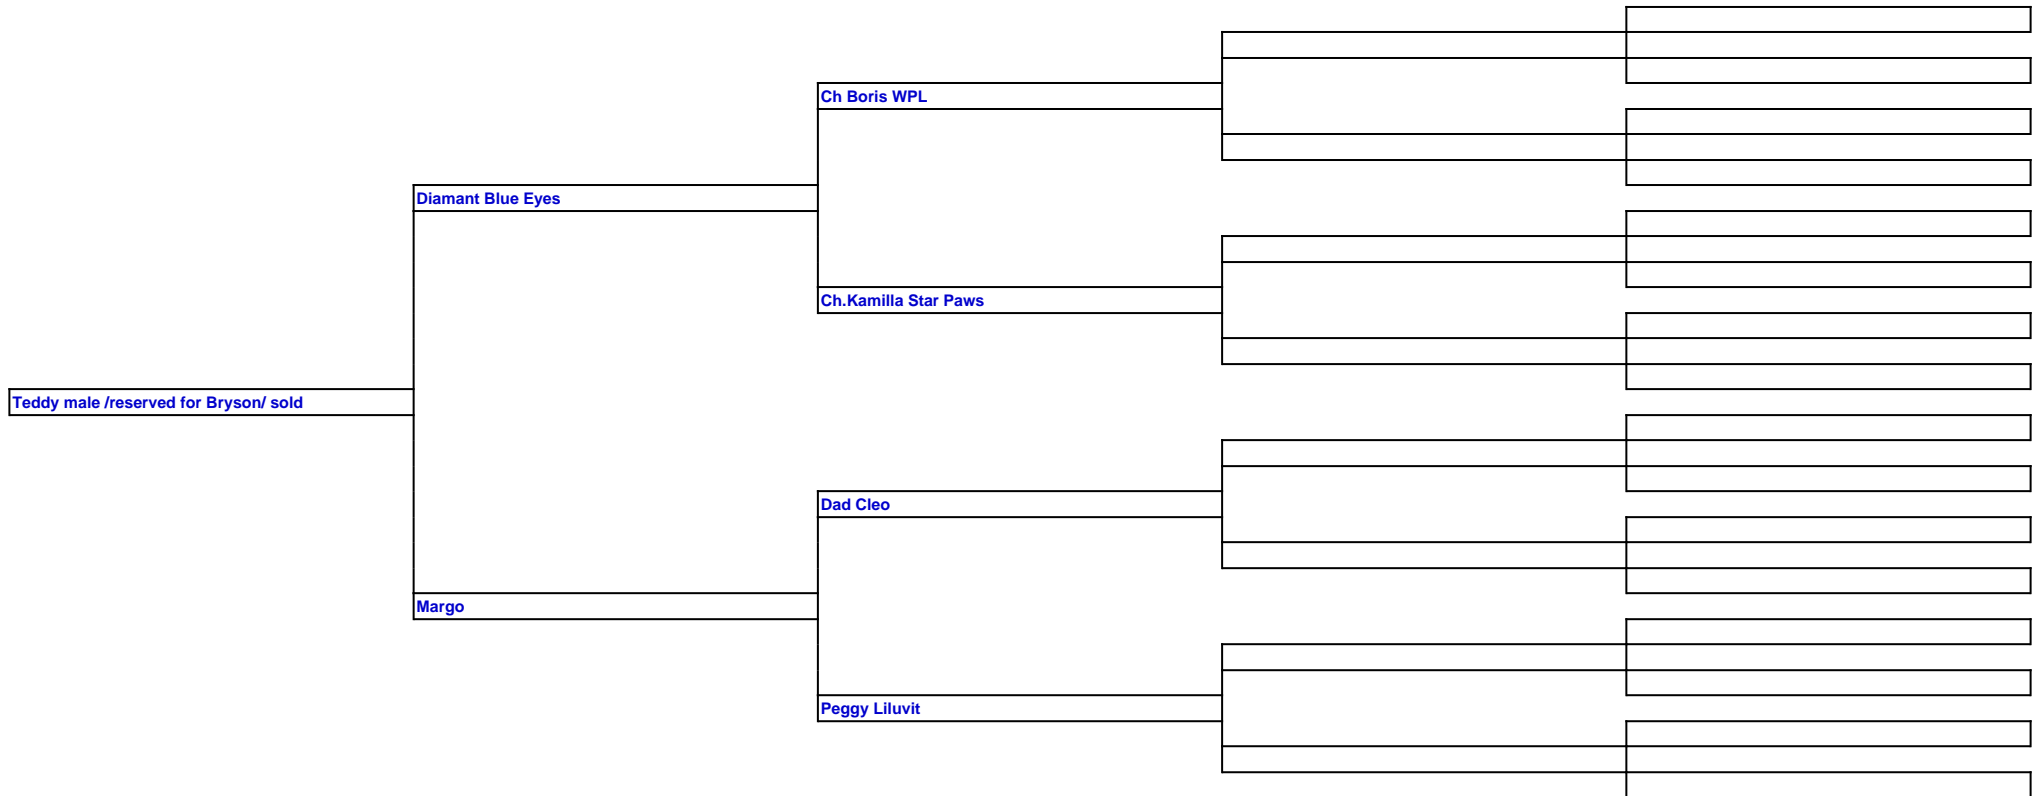 Ch Boris WPL
Diamant Blue Eyes
Ch.Kamilla Star Paws
Teddy male /reserved for Bryson/ sold
Dad Cleo
Margo
Peggy Liluvit